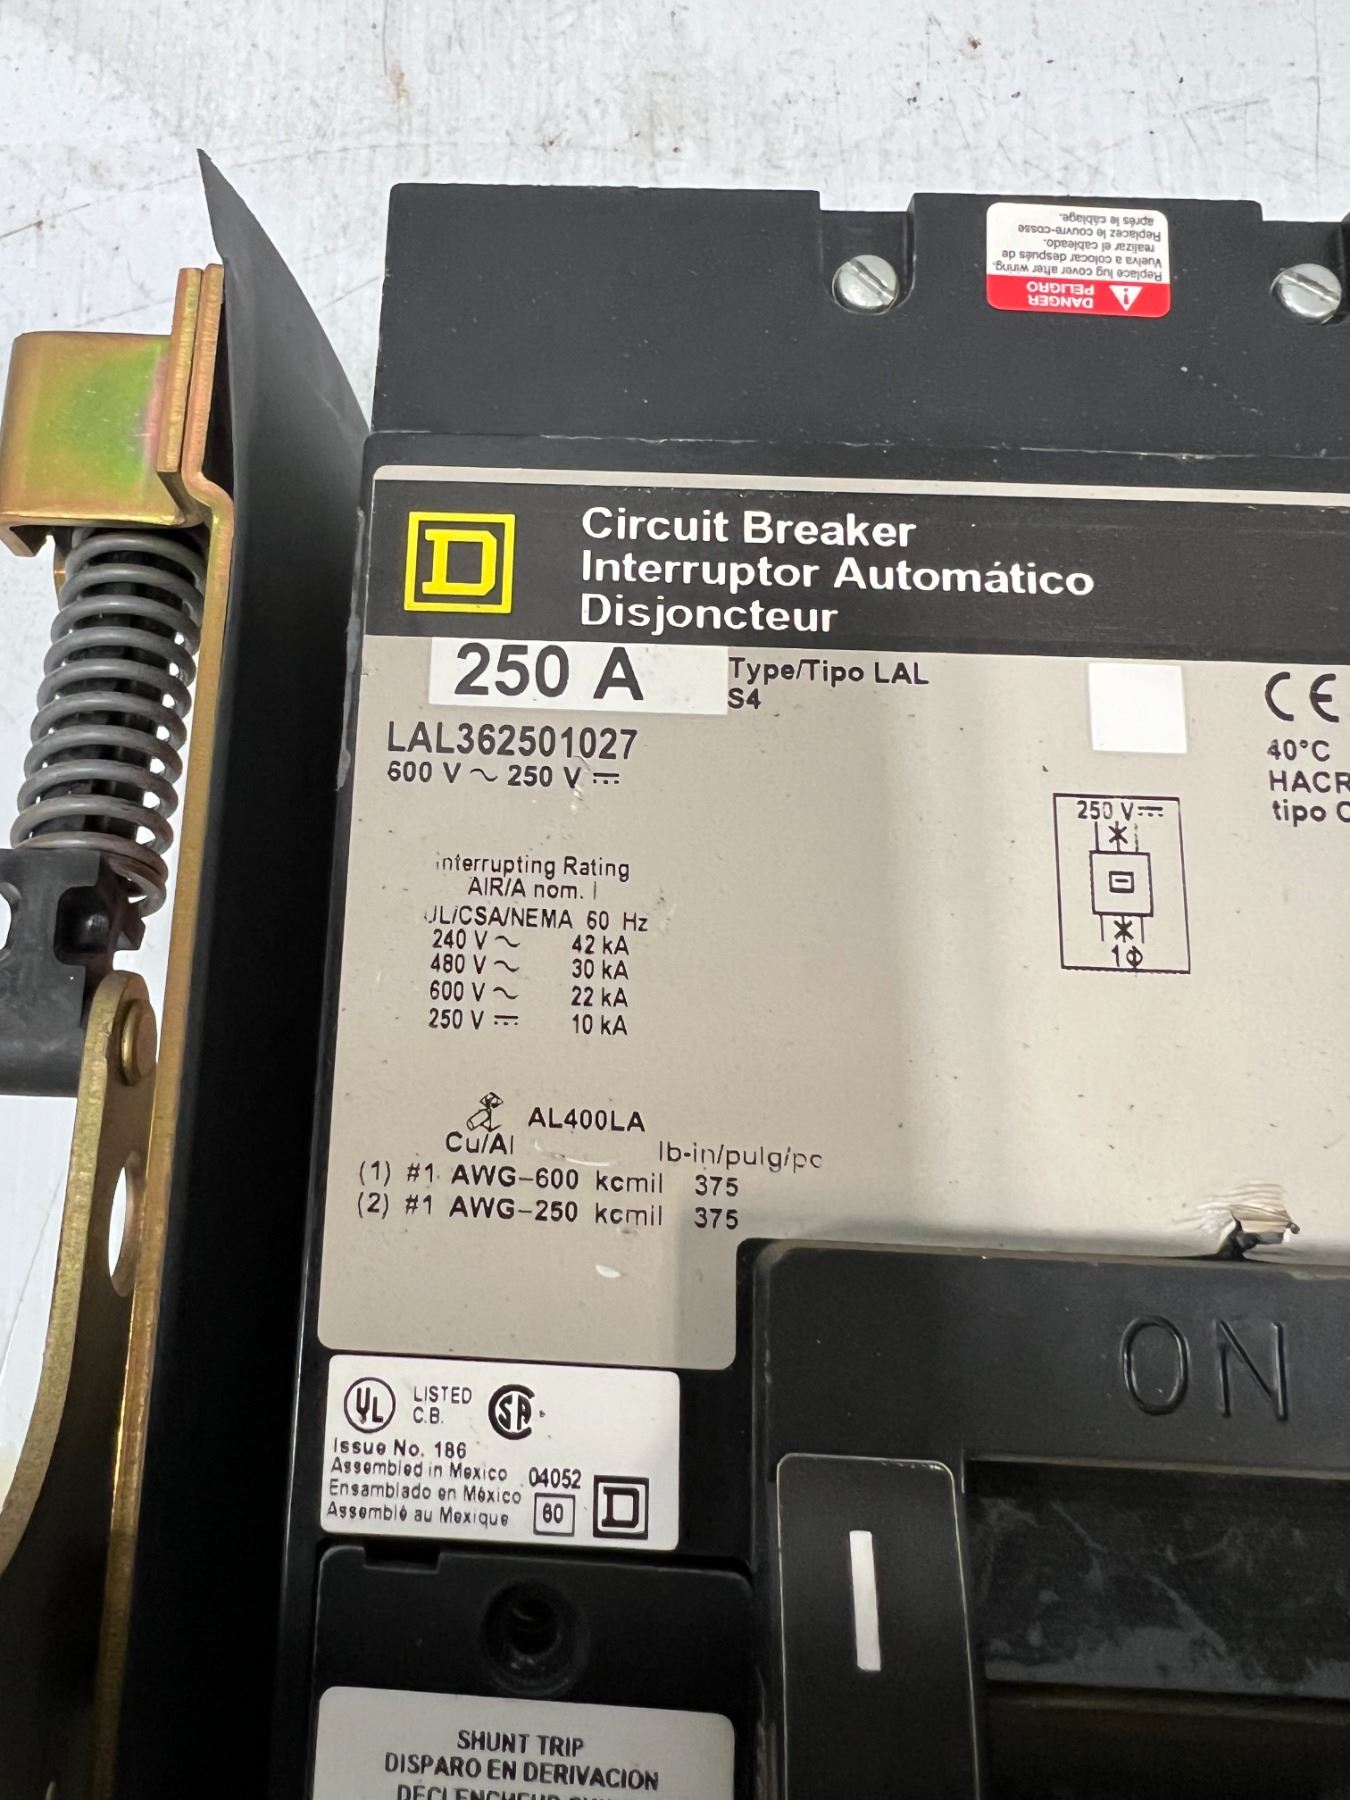 après le câblage.
Replacez le couvre-cosse
realizar el cableado.
Vuelva a colocar después de
Replace lug cover after wiring.
DANGER
PELIGRO
Circuit Breaker
Interruptor Automático
Disjoncteur
250 A
Type/Tipo LAL
S4
LAL362501027
600 V ~ 250 V ⎓
CE
40°C
HACR
tipo
250 V ⎓
1ϕ
Interrupting Rating
AIR/A nom. I
UL/CSA/NEMA 60 Hz
240 V ~ 42 kA
480 V ~ 30 kA
600 V ~ 22 kA
250 V ⎓ 10 kA
AL400LA
Cu/Al lb-in/pulg/po
(1) #1 AWG-600 kcmil 375
(2) #1 AWG-250 kcmil 375
ON
UL LISTED C.B. SA
Issue No. 186
Assembled in Mexico 04052
Ensamblado en México
Assemblé au Mexique 60 D
SHUNT TRIP
DISPARO EN DERIVACIÓN